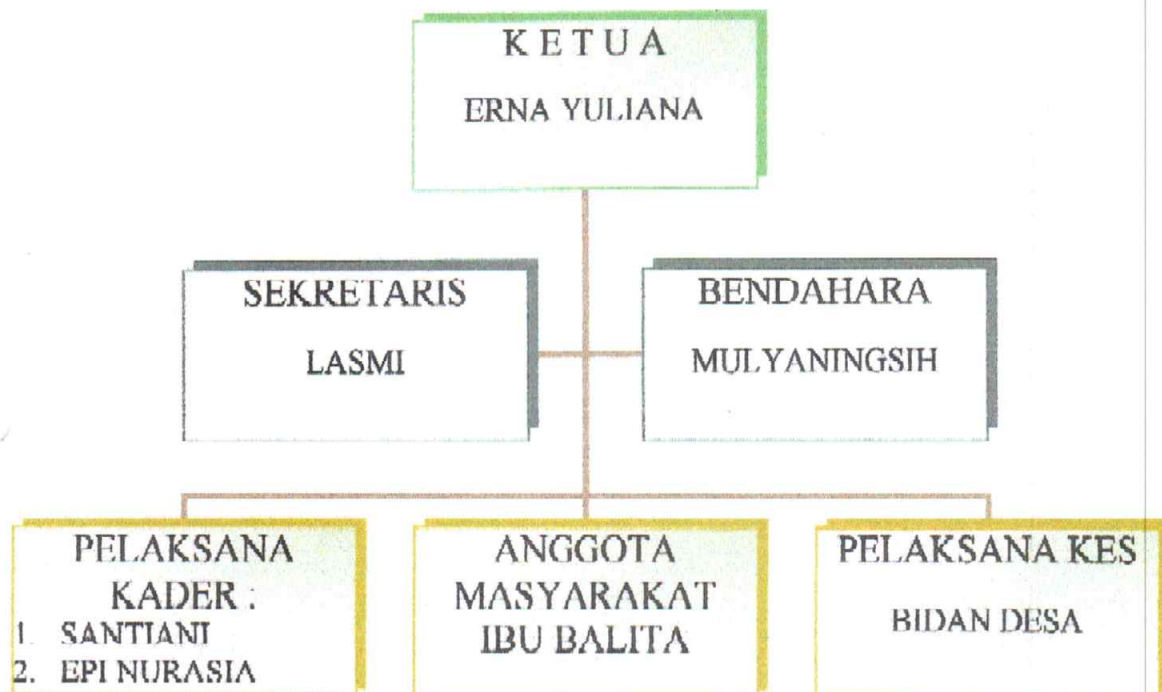 K E T U A
ERNA YULIANA
SEKRETARIS
LASMI
BENDAHARA
MULYANINGSIH
PELAKSANA
KADER :
1. SANTIANI
2. EPI NURASIA
ANGGOTA
MASYARAKAT
IBU BALITA
PELAKSANA KES
BIDAN DESA